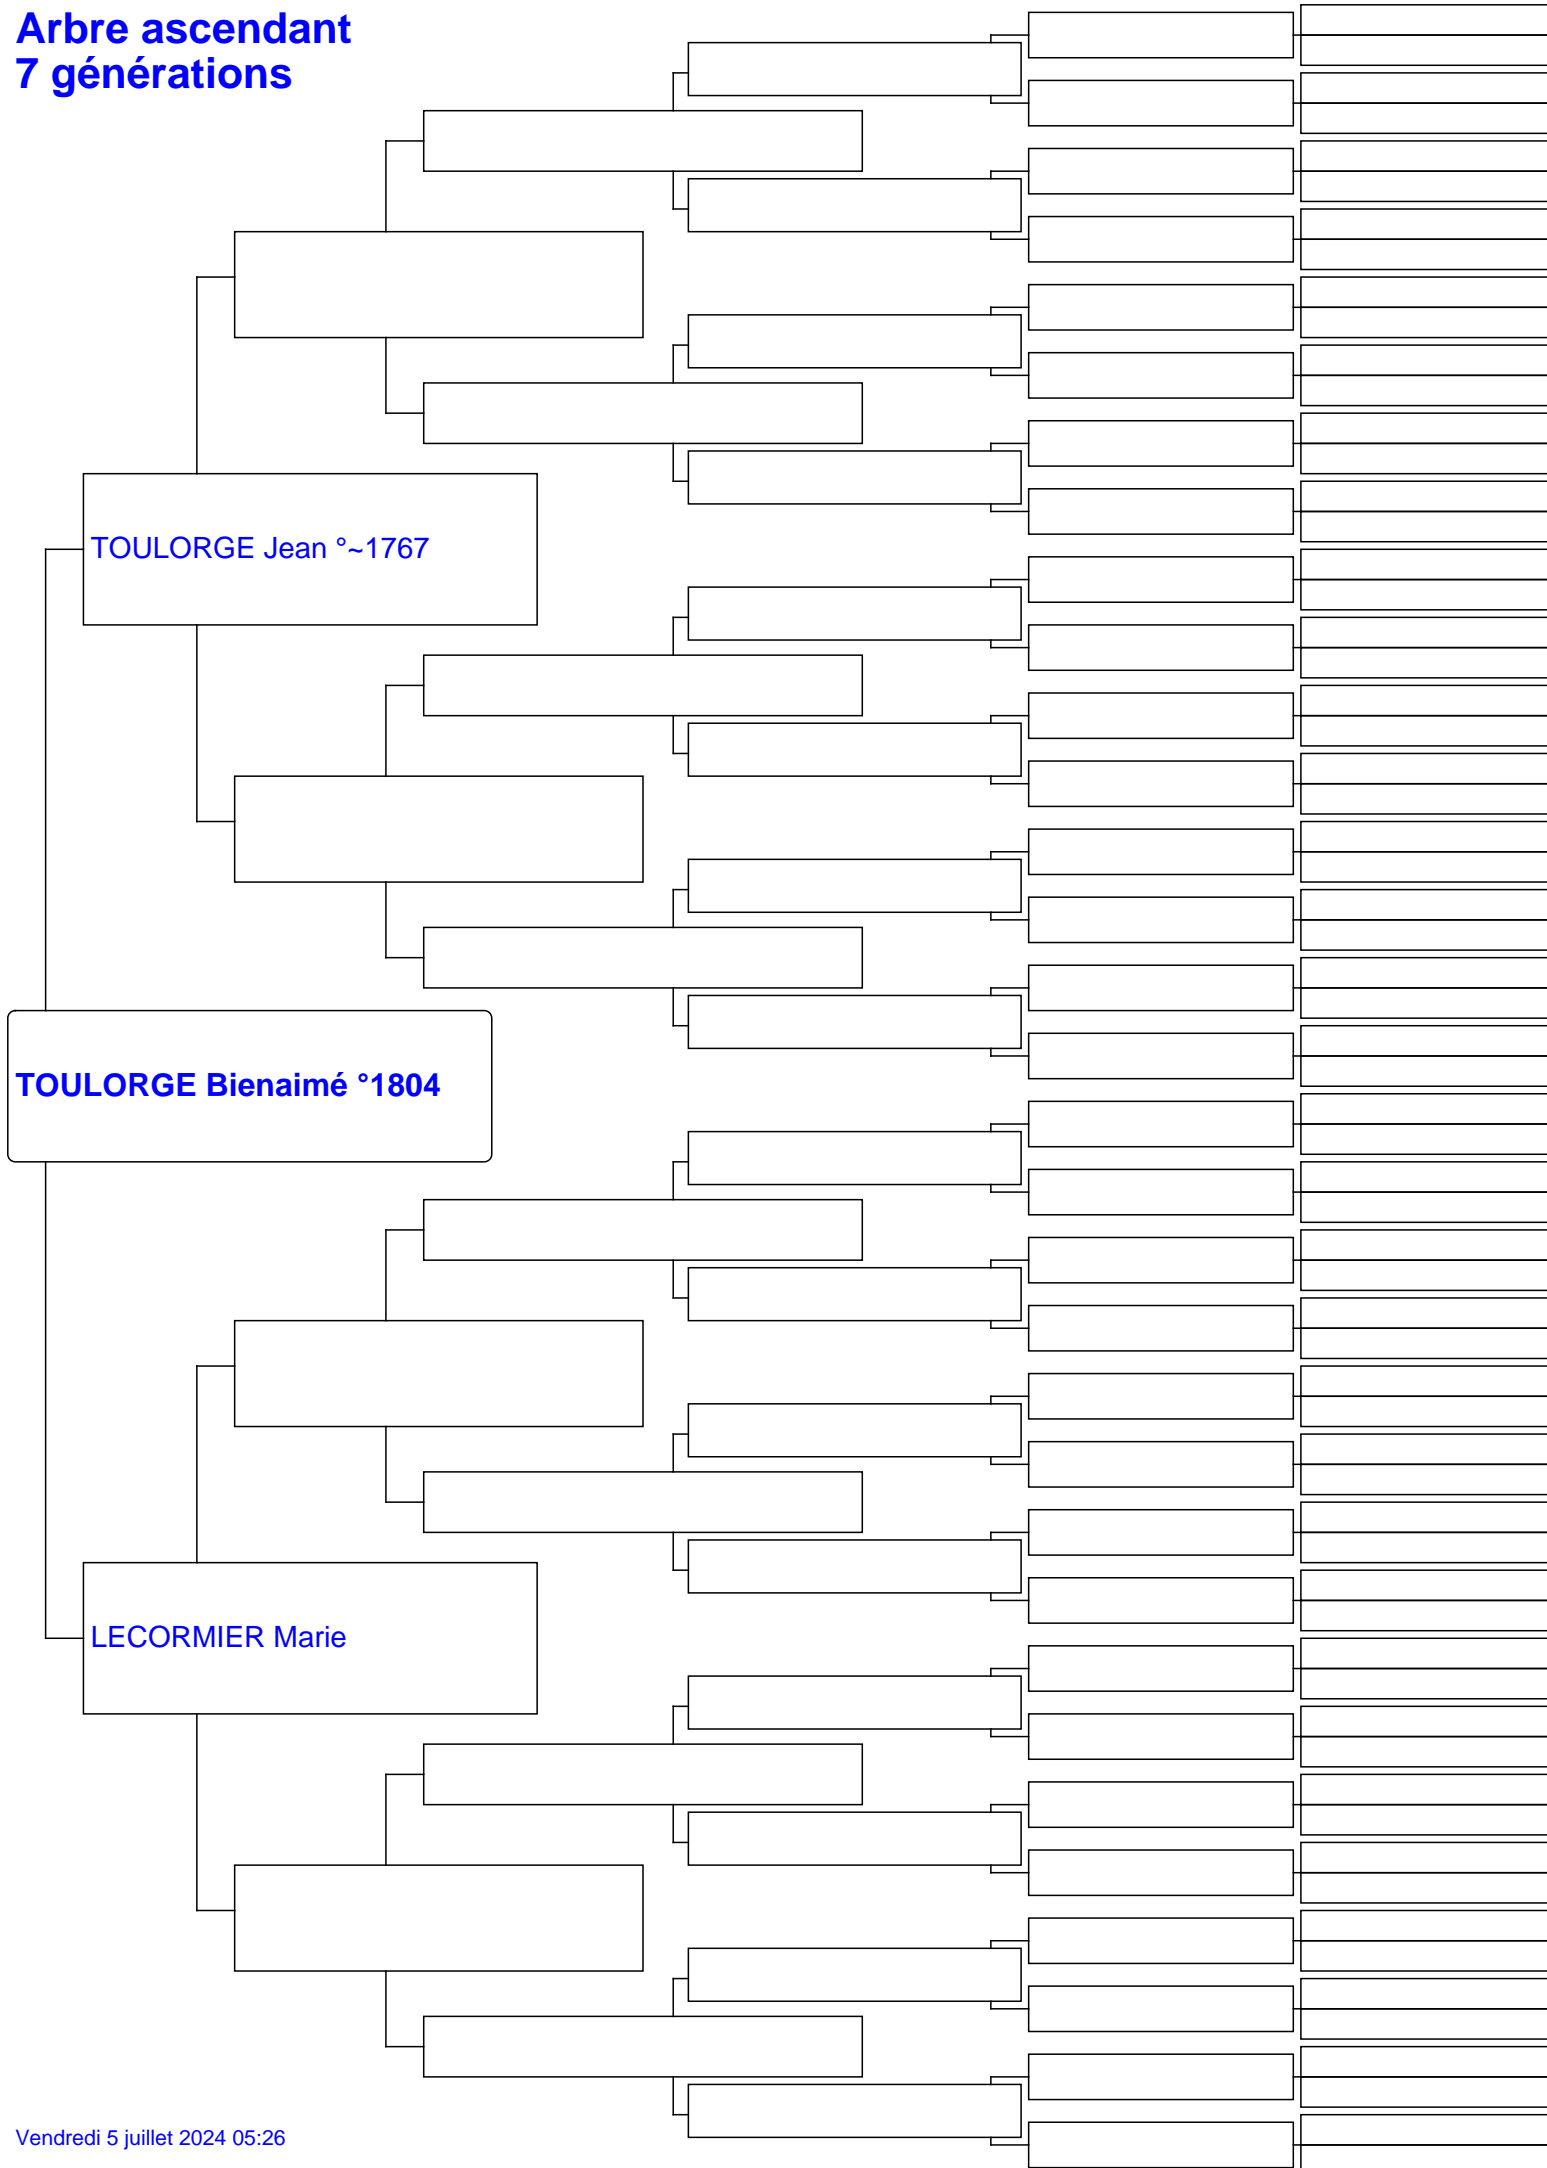 Arbre ascendant
7 générations
TOULORGE Jean °~1767
TOULORGE Bienaimé °1804
LECORMIER Marie
Vendredi 5 juillet 2024 05:26